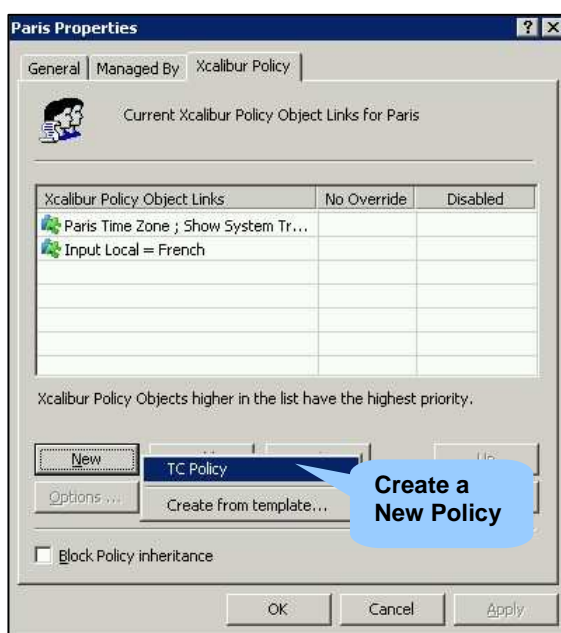 Paris Properties
General
Managed By
Xcalibur Policy
Current Xcalibur Policy Object Links for Paris
Xcalibur Policy Object Links
No Override
Disabled
Paris Time Zone ; Show System Tr...
Input Local = French
Xcalibur Policy Objects higher in the list have the highest priority.
New
TC Policy
Create from template...
Options ...
Create a
New Policy
Block Policy inheritance
OK
Cancel
Apply